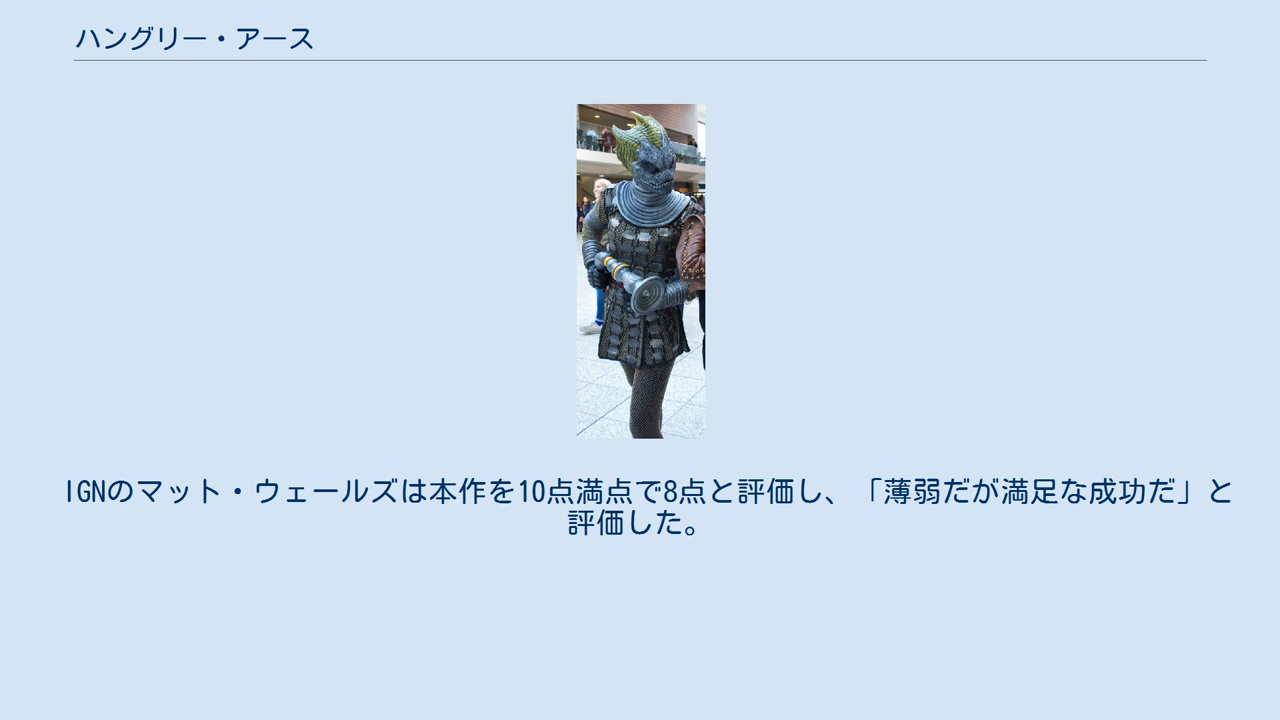 ハングリー・アース
IGNのマット・ウェールズは本作を10点満点で8点と評価し、「薄弱だが満足な成功だ」と
評価した。